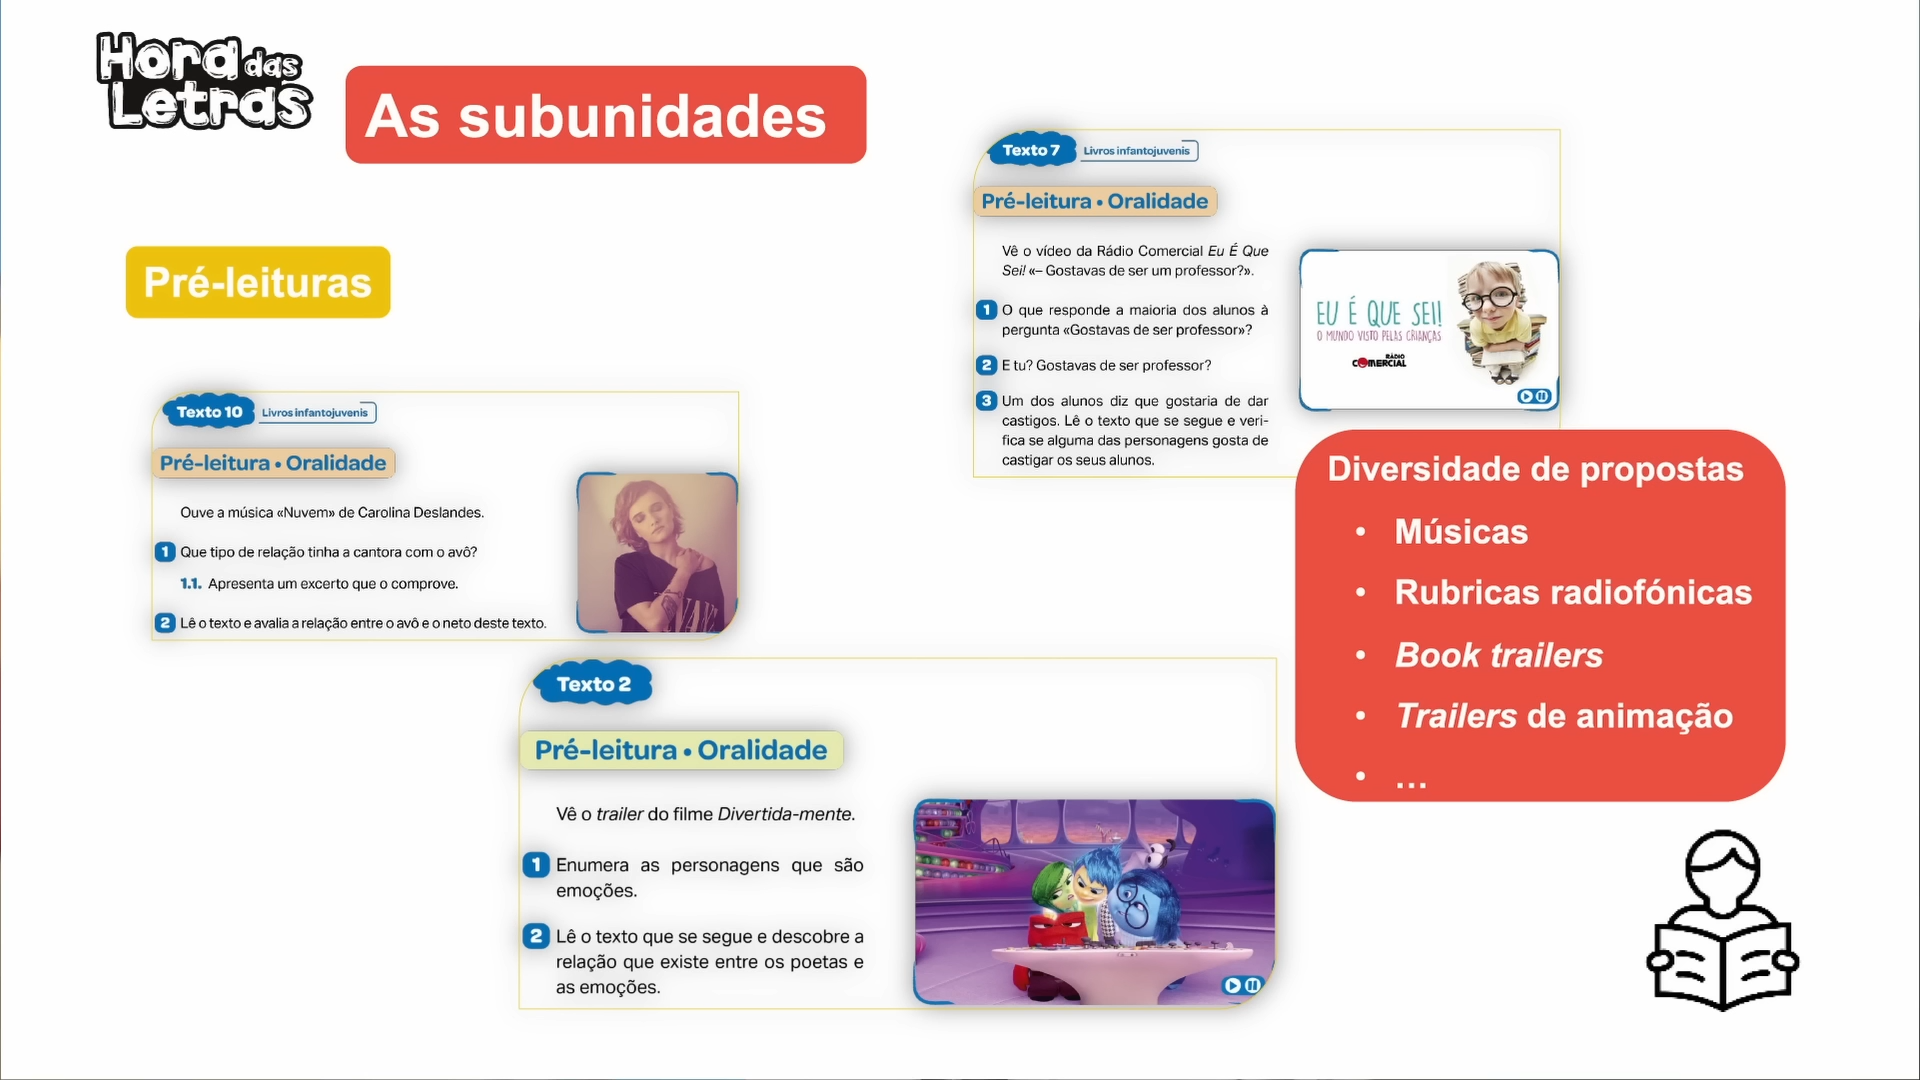 Hora das
Letras
As subunidades
Pré-leituras
Texto 10
Livros infantojuvenis
Pré-leitura • Oralidade
Ouve a música «Nuvem» de Carolina Deslandes.
1 Que tipo de relação tinha a cantora com o avô?
1.1. Apresenta um excerto que o comprove.
2 Lê o texto e avalia a relação entre o avô e o neto deste texto.
Texto 7
Livros infantojuvenis
Pré-leitura • Oralidade
Vê o vídeo da Rádio Comercial Eu É Que
Sei! «– Gostavas de ser um professor?».
1 O que responde a maioria dos alunos à
pergunta «Gostavas de ser professor»?
2 E tu? Gostavas de ser professor?
3 Um dos alunos diz que gostaria de dar
castigos. Lê o texto que se segue e veri-
fica se alguma das personagens gosta de
castigar os seus alunos.
EU É QUE SEI!
O MUNDO VISTO PELAS CRIANÇAS
RÁDIO
COMERCIAL
Texto 2
Pré-leitura • Oralidade
Vê o trailer do filme Divertida-mente.
1 Enumera as personagens que são
emoções.
2 Lê o texto que se segue e descobre a
relação que existe entre os poetas e
as emoções.
Diversidade de propostas
• Músicas
• Rubricas radiofónicas
• Book trailers
• Trailers de animação
• ...